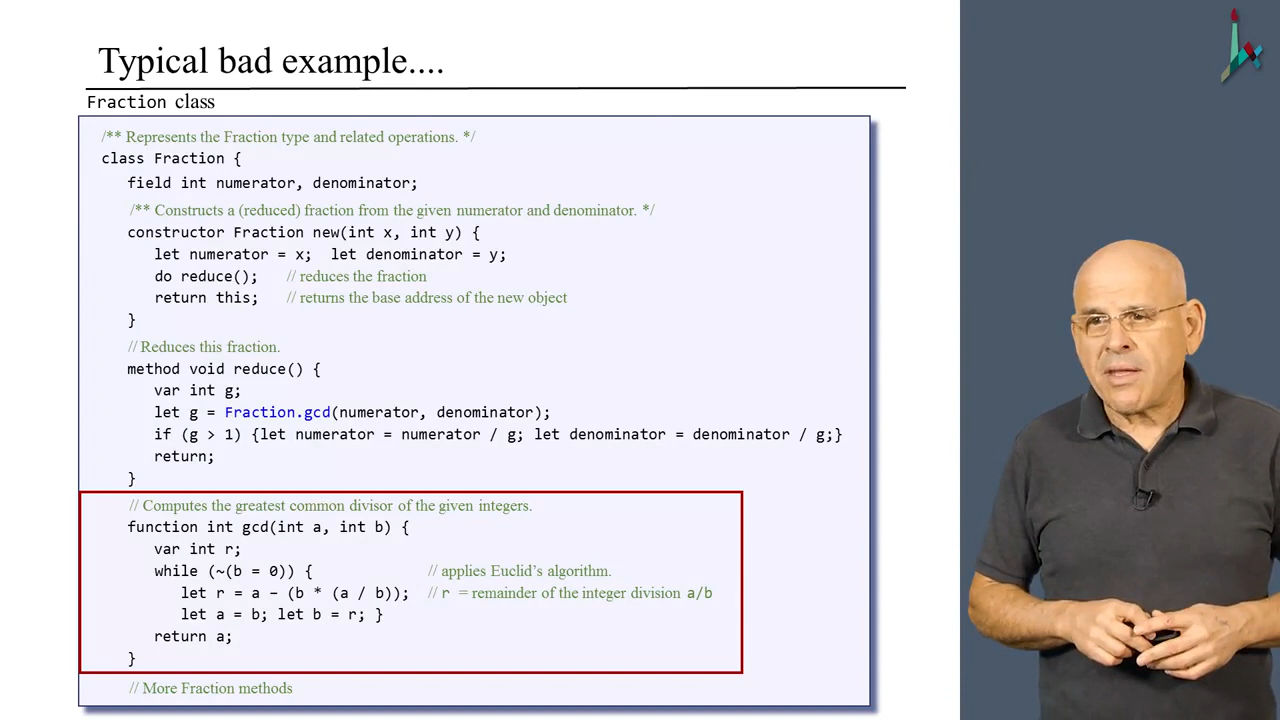 Typical bad example....
Fraction class
/** Represents the Fraction type and related operations. */
class Fraction {
field int numerator, denominator;
/** Constructs a (reduced) fraction from the given numerator and denominator. */
constructor Fraction new(int x, int y) {
let numerator = x;  let denominator = y;
do reduce();   // reduces the fraction
return this;   // returns the base address of the new object
}
// Reduces this fraction.
method void reduce() {
var int g;
let g = Fraction.gcd(numerator, denominator);
if (g > 1) {let numerator = numerator / g; let denominator = denominator / g;}
return;
}
// Computes the greatest common divisor of the given integers.
function int gcd(int a, int b) {
var int r;
while (~(b = 0)) {   // applies Euclid’s algorithm.
let r = a – (b * (a / b));   // r = remainder of the integer division a/b
let a = b; let b = r; }
return a;
}
// More Fraction methods